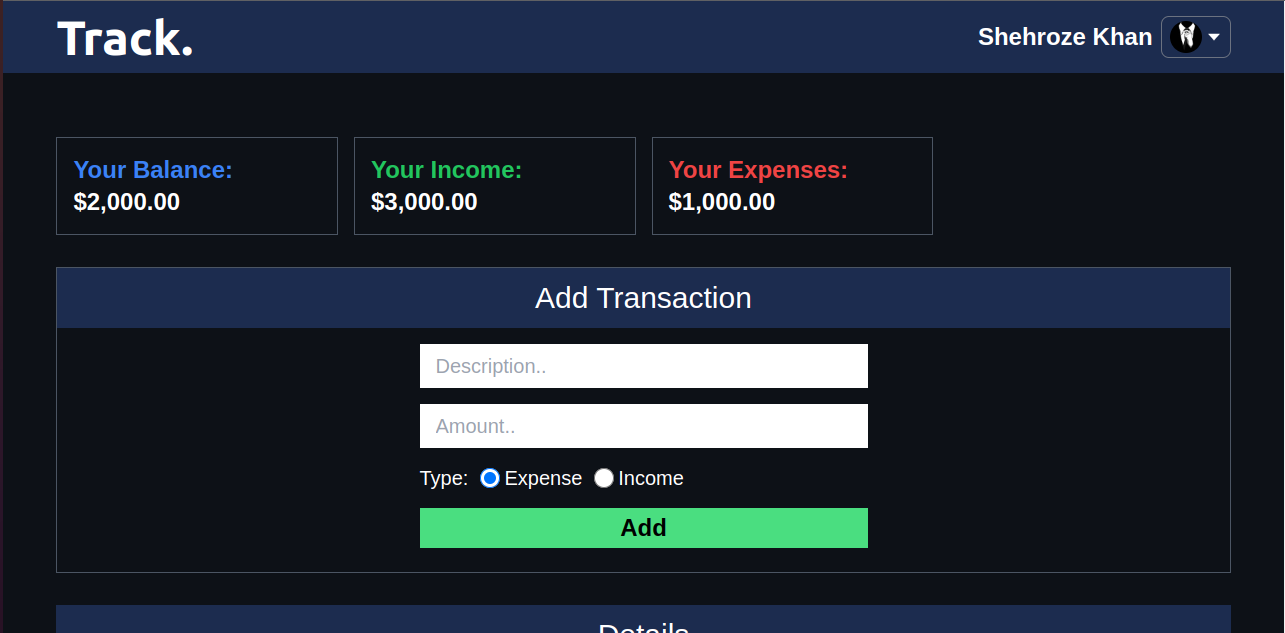 Track.
Shehroze Khan
Your Balance:
$2,000.00
Your Income:
$3,000.00
Your Expenses:
$1,000.00
Add Transaction
Description..
Amount..
Type: Expense Income
Add
Details